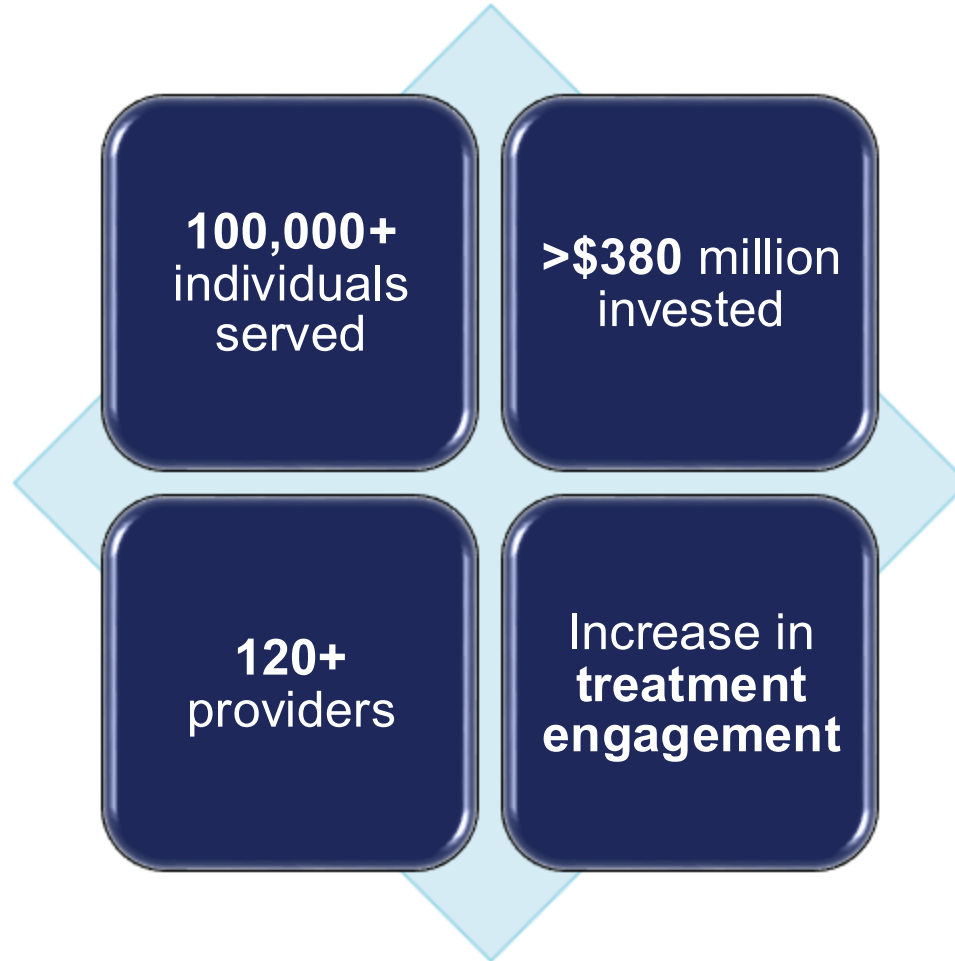 100,000+
individuals
served
>$380 million
invested
120+
providers
Increase in
treatment
engagement